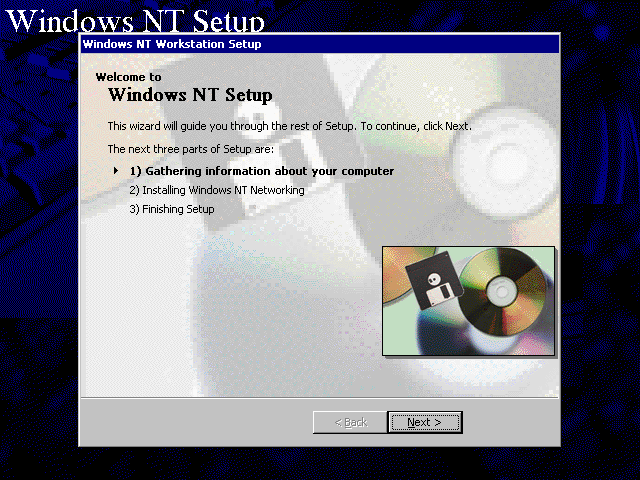 Windows NT Setup
Windows NT Workstation Setup
Welcome to
Windows NT Setup
This wizard will guide you through the rest of Setup. To continue, click Next.
The next three parts of Setup are:
1) Gathering information about your computer
2) Installing Windows NT Networking
3) Finishing Setup
< Back
Next >